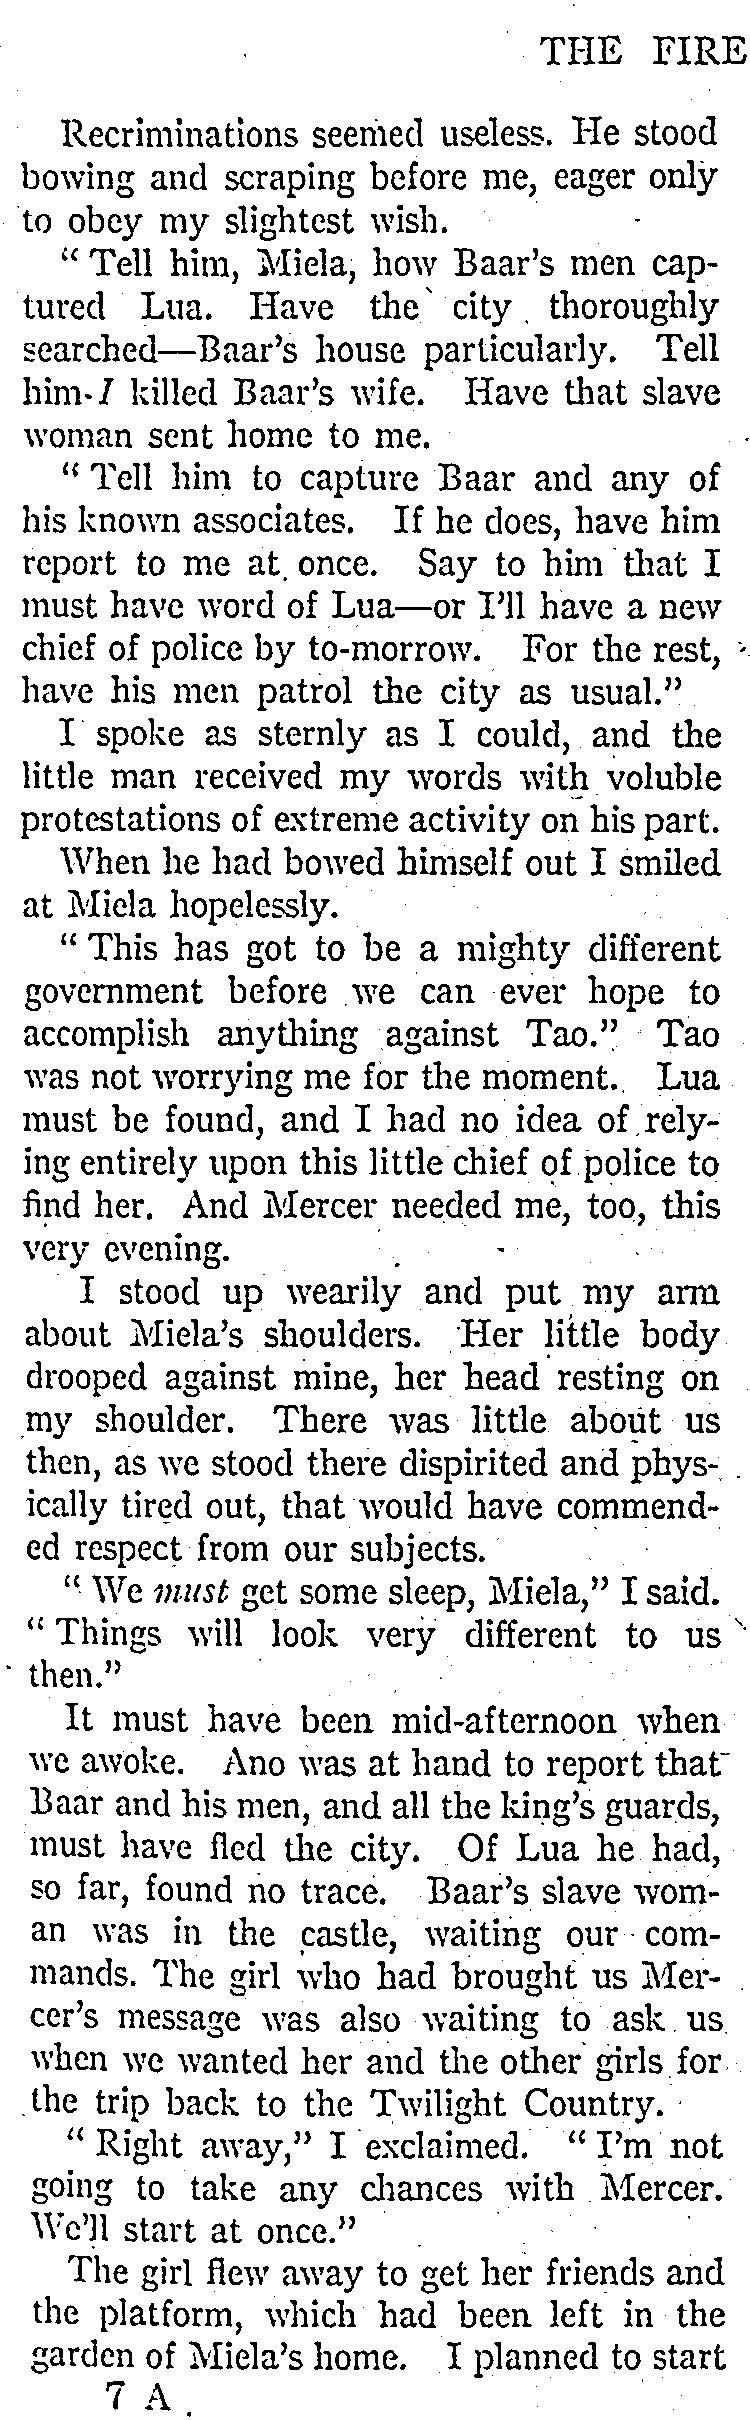 THE FIRE
Recriminations seemed useless. He stood
bowing and scraping before me, eager only
to obey my slightest wish.
“ Tell him, Miela, how Baar’s men cap-
tured Lua. Have the city thoroughly
searched—Baar’s house particularly. Tell
him I killed Baar’s wife. Have that slave
woman sent home to me.
“ Tell him to capture Baar and any of
his known associates. If he does, have him
report to me at once. Say to him that I
must have word of Lua—or I’ll have a new
chief of police by to-morrow. For the rest,
have his men patrol the city as usual.”
I spoke as sternly as I could, and the
little man received my words with voluble
protestations of extreme activity on his part.
When he had bowed himself out I smiled
at Miela hopelessly.
“ This has got to be a mighty different
government before we can ever hope to
accomplish anything against Tao.” Tao
was not worrying me for the moment. Lua
must be found, and I had no idea of rely-
ing entirely upon this little chief of police to
find her. And Mercer needed me, too, this
very evening.
I stood up wearily and put my arm
about Miela’s shoulders. Her little body
drooped against mine, her head resting on
my shoulder. There was little about us
then, as we stood there dispirited and phys-
ically tired out, that would have commend-
ed respect from our subjects.
“ We must get some sleep, Miela,” I said.
“ Things will look very different to us
then.”
It must have been mid-afternoon when
we awoke. Ano was at hand to report that
Baar and his men, and all the king’s guards,
must have fled the city. Of Lua he had,
so far, found no trace. Baar’s slave wom-
an was in the castle, waiting our com-
mands. The girl who had brought us Mer-
cer’s message was also waiting to ask us
when we wanted her and the other girls for
the trip back to the Twilight Country.
“ Right away,” I exclaimed. “ I’m not
going to take any chances with Mercer.
We’ll start at once.”
The girl flew away to get her friends and
the platform, which had been left in the
garden of Miela’s home. I planned to start
7 A